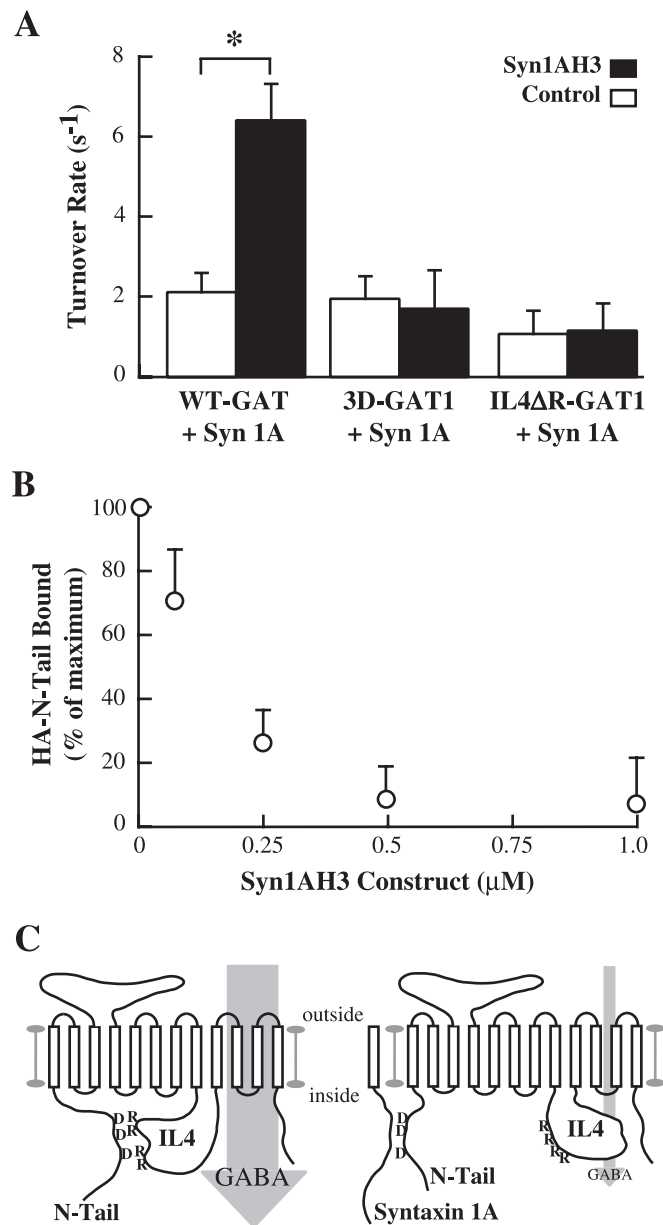 A
Turnover Rate (s-1)
8
6
4
2
0
*
Syn1AH3
Control
WT-GAT
+ Syn 1A
3D-GAT1
+ Syn 1A
IL4ΔR-GAT1
+ Syn 1A
B
HA-N-Tail Bound
(% of maximum)
100
80
60
40
20
0
0
0.25
0.5
0.75
1.0
Syn1AH3 Construct (μM)
C
outside
inside
D R
D R
D R
R
IL4
GABA
N-Tail
D
D
D
N-Tail
Syntaxin 1A
R
R
R
R
IL4
GABA